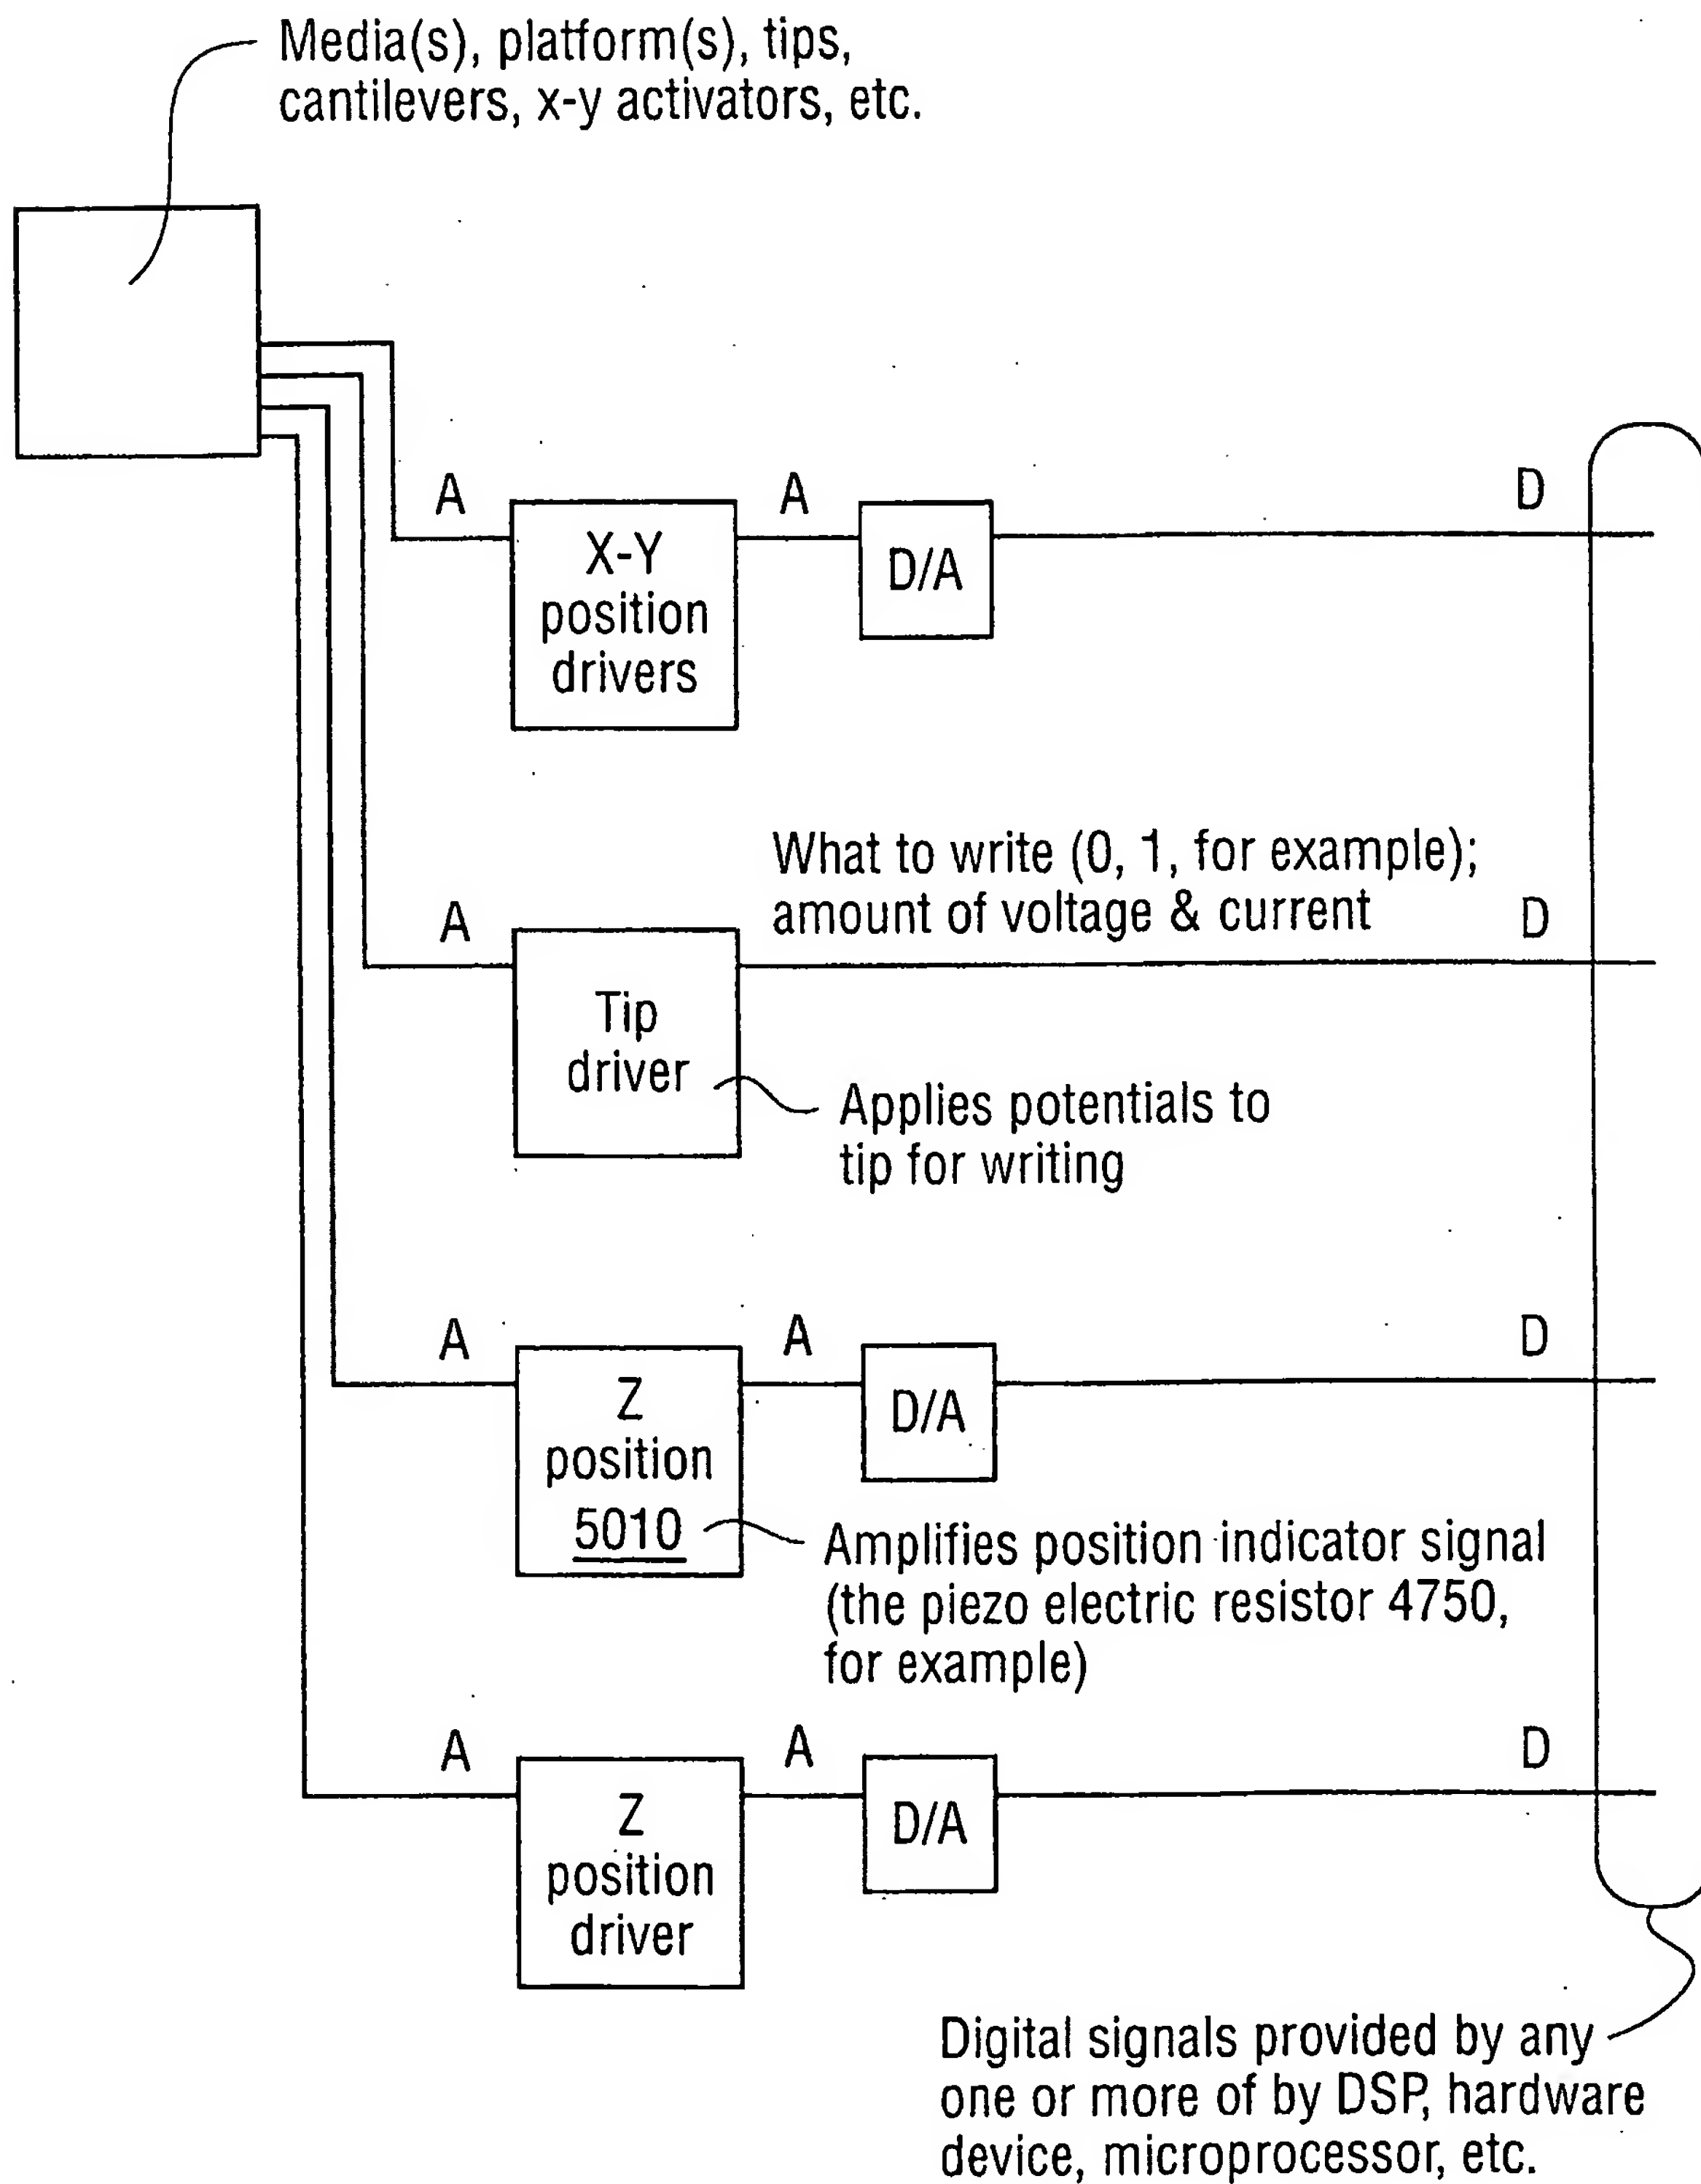 Media(s), platform(s), tips,
cantilevers, x-y activators, etc.
A
A
D
X-Y
position
drivers
D/A
What to write (0, 1, for example);
amount of voltage & current
A
D
Tip
driver
Applies potentials to
tip for writing
A
A
D
Z
position
5010
D/A
Amplifies position indicator signal
(the piezo electric resistor 4750,
for example)
A
A
D
Z
position
driver
D/A
Digital signals provided by any
one or more of by DSP, hardware
device, microprocessor, etc.